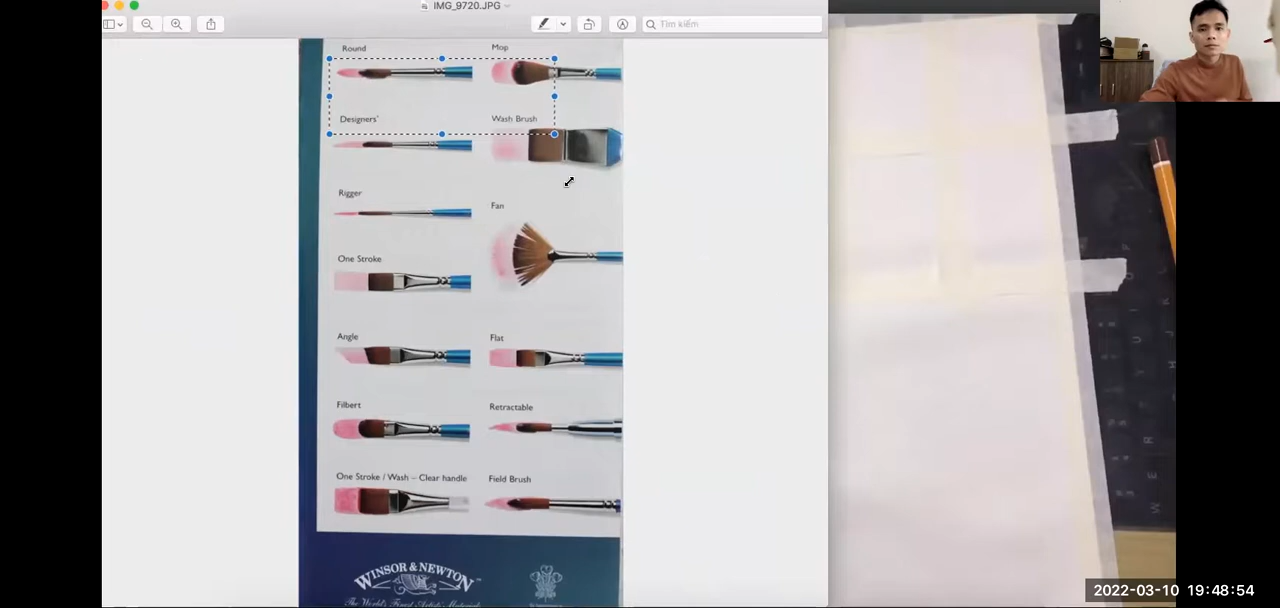 IMG_9720.JPG
Tìm kiếm
Round
Mop
Designers'
Wash Brush
Rigger
Fan
One Stroke
Angle
Flat
Filbert
Retractable
One Stroke / Wash – Clear handle
Field Brush
WINSOR & NEWTON™
The World's Finest Artists' Materials
2022-03-10 19:48:54